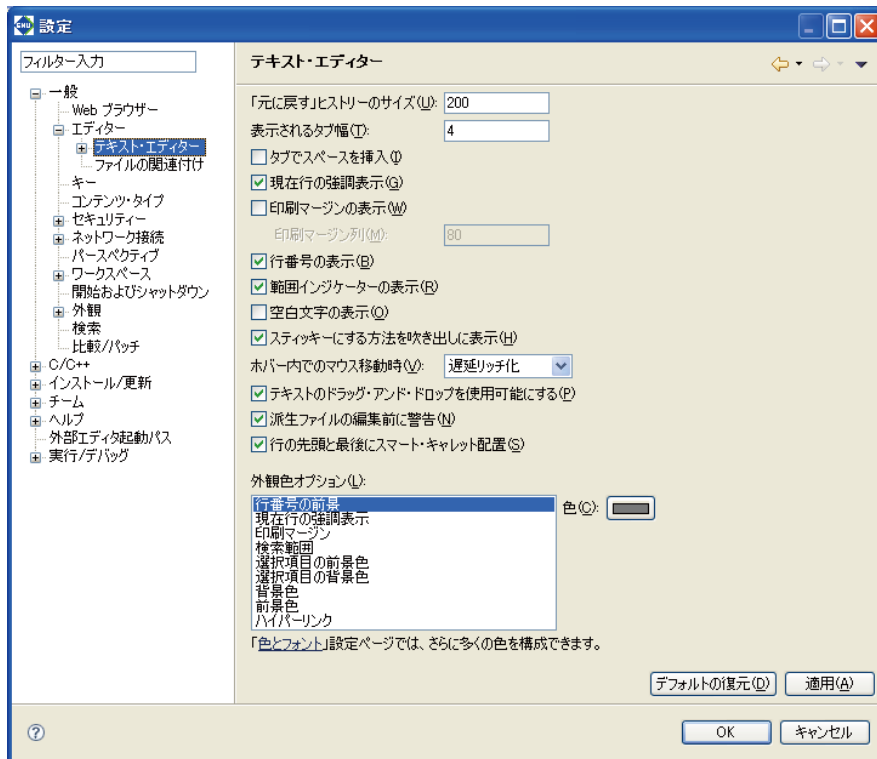 設定
フィルター入力
一般
Web ブラウザー
エディター
テキスト・エディター
ファイルの関連付け
キー
コンテンツ・タイプ
セキュリティー
ネットワーク接続
パースペクティブ
ワークスペース
開始およびシャットダウン
外観
検索
比較/パッチ
C/C++
インストール/更新
チーム
ヘルプ
外部エディタ起動パス
実行/デバッグ
テキスト・エディター
「元に戻す」ヒストリーのサイズ(U): 200
表示されるタブ幅(T): 4
タブでスペースを挿入(I)
現在行の強調表示(G)
印刷マージンの表示(W)
印刷マージン列(M): 80
行番号の表示(B)
範囲インジケーターの表示(R)
空白文字の表示(O)
スティッキーにする方法を吹き出しに表示(H)
ホバー内でのマウス移動時(V): 遅延リッチ化
テキストのドラッグ・アンド・ドロップを使用可能にする(P)
派生ファイルの編集前に警告(N)
行の先頭と最後にスマート・キャレット配置(S)
外観色オプション(L):
行番号の前景
現在行の強調表示
印刷マージン
検索範囲
選択項目の前景色
選択項目の背景色
背景色
前景色
ハイパーリンク
色(C):
「色とフォント」設定ページでは、さらに多くの色を構成できます。
デフォルトの復元(D) 適用(A)
OK キャンセル